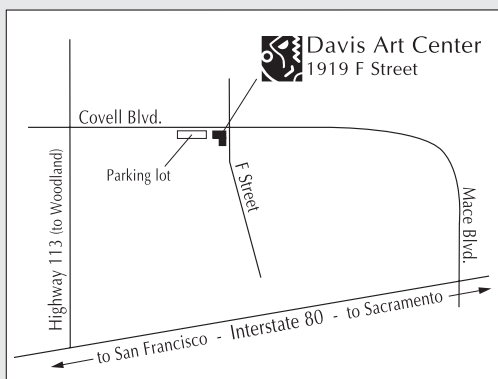 Davis Art Center
1919 F Street
Covell Blvd.
Parking lot
F Street
Highway 113 (to Woodland)
Mace Blvd.
to San Francisco - Interstate 80 - to Sacramento